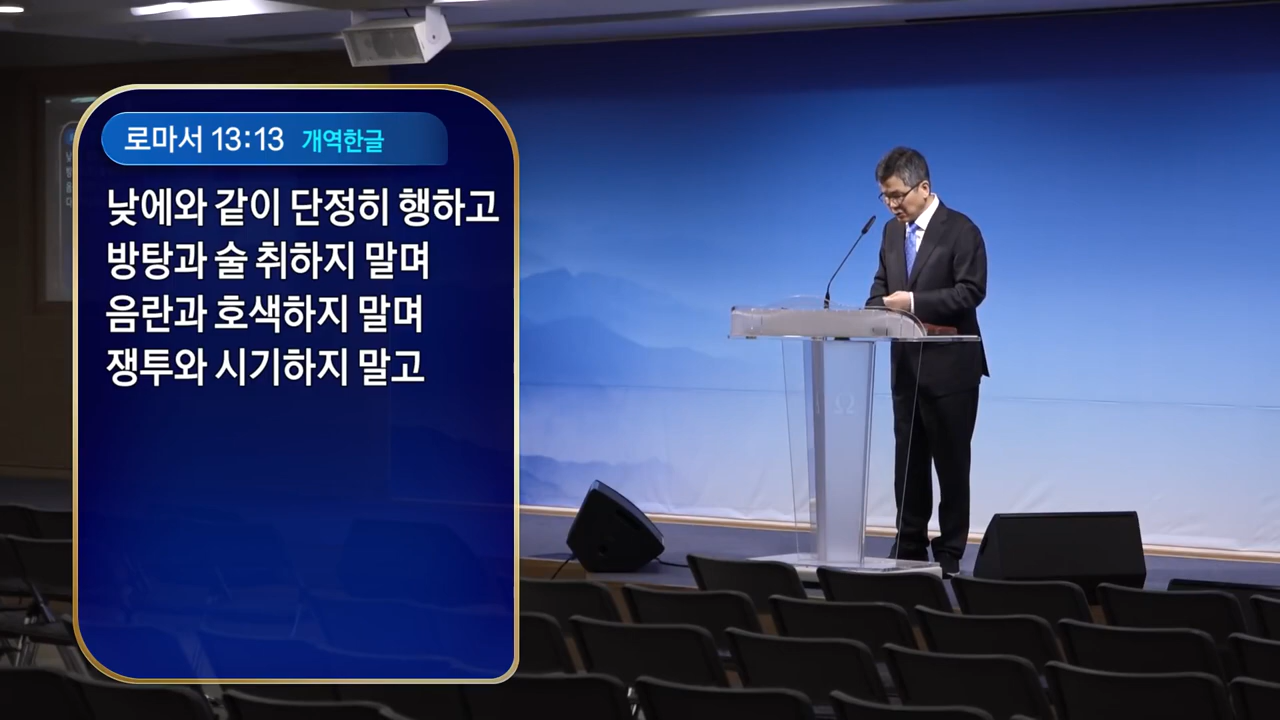 로마서 13:13 개역한글
낮에와 같이 단정히 행하고
방탕과 술 취하지 말며
음란과 호색하지 말며
쟁투와 시기하지 말고
Ω